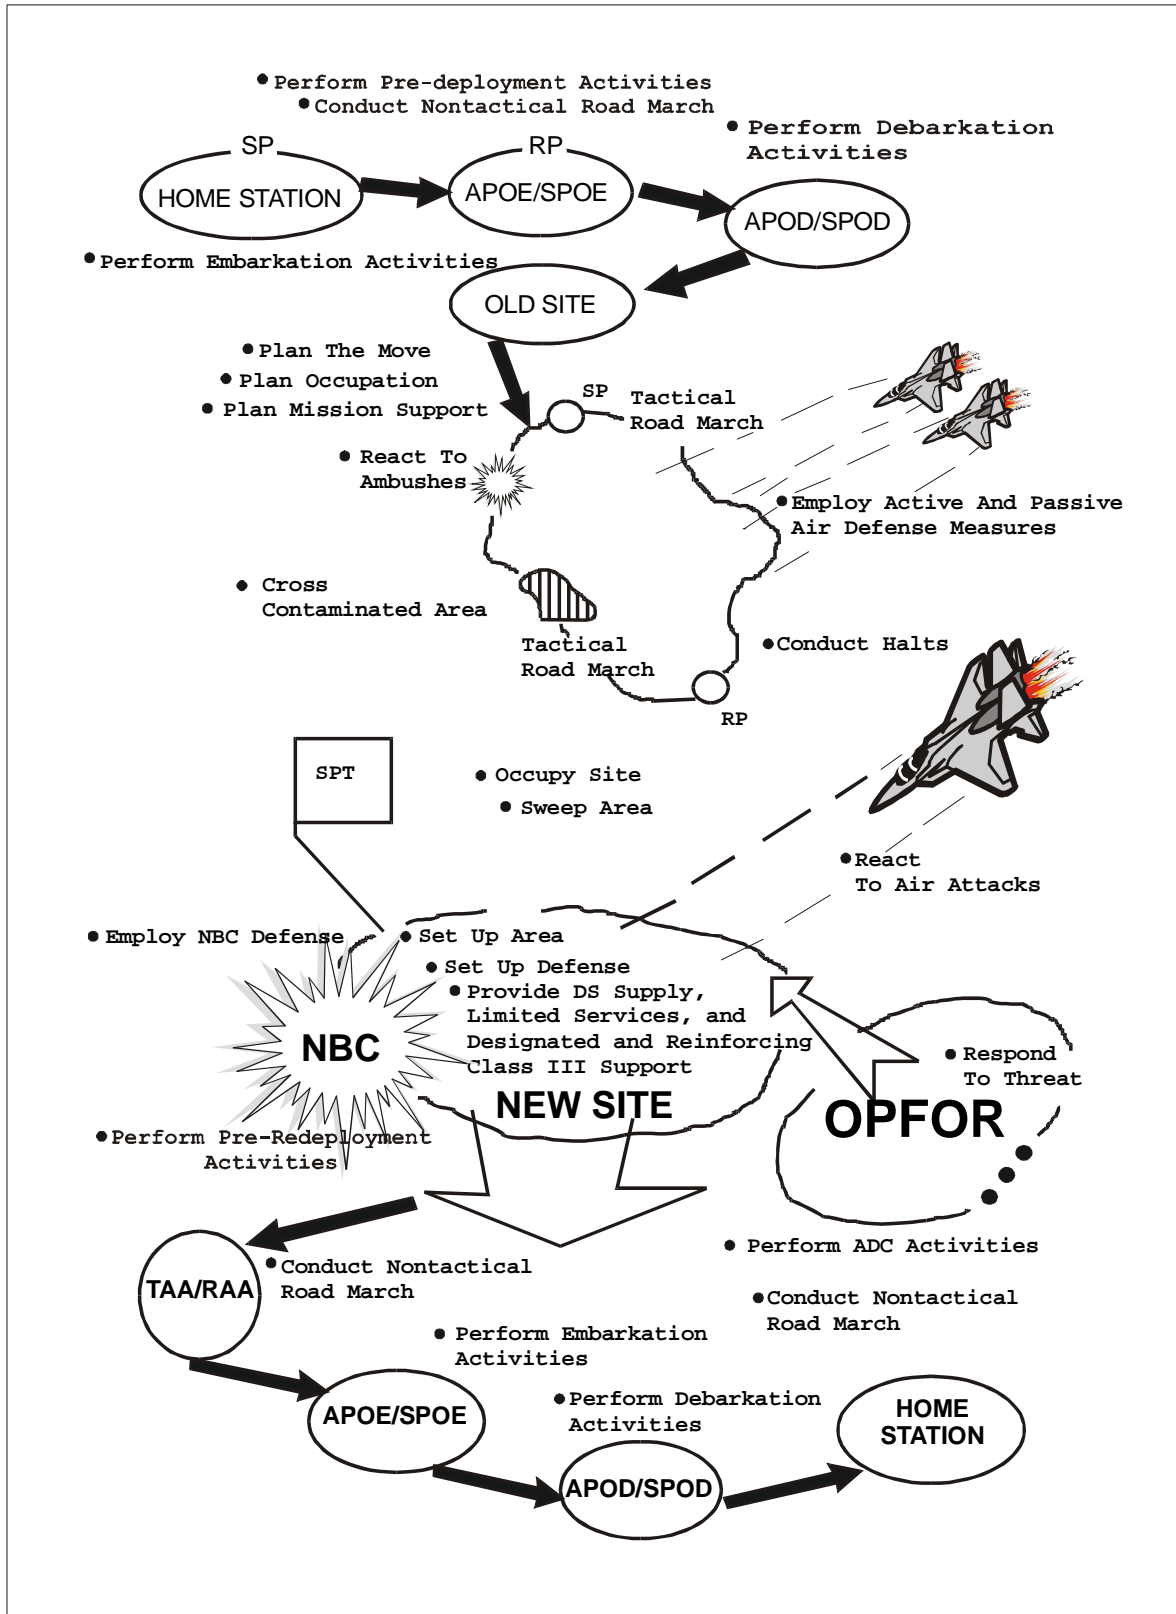 ● Perform Pre-deployment Activities
● Conduct Nontactical Road March
● Perform Debarkation
Activities
SP
RP
HOME STATION
APOE/SPOE
APOD/SPOD
● Perform Embarkation Activities
OLD SITE
● Plan The Move
● Plan Occupation
● Plan Mission Support
SP
Tactical
Road March
● React To
Ambushes
● Employ Active And Passive
Air Defense Measures
● Cross
Contaminated Area
Tactical
Road March
● Conduct Halts
RP
SPT
● Occupy Site
● Sweep Area
● React
To Air Attacks
● Employ NBC Defense
● Set Up Area
● Set Up Defense
● Provide DS Supply,
Limited Services, and
Designated and Reinforcing
Class III Support
NBC
NEW SITE
● Respond
To Threat
OPFOR
● Perform Pre-Redeployment
Activities
● Perform ADC Activities
TAA/RAA
● Conduct Nontactical
Road March
● Conduct Nontactical
Road March
● Perform Embarkation
Activities
● Perform Debarkation
Activities
APOE/SPOE
HOME
STATION
APOD/SPOD